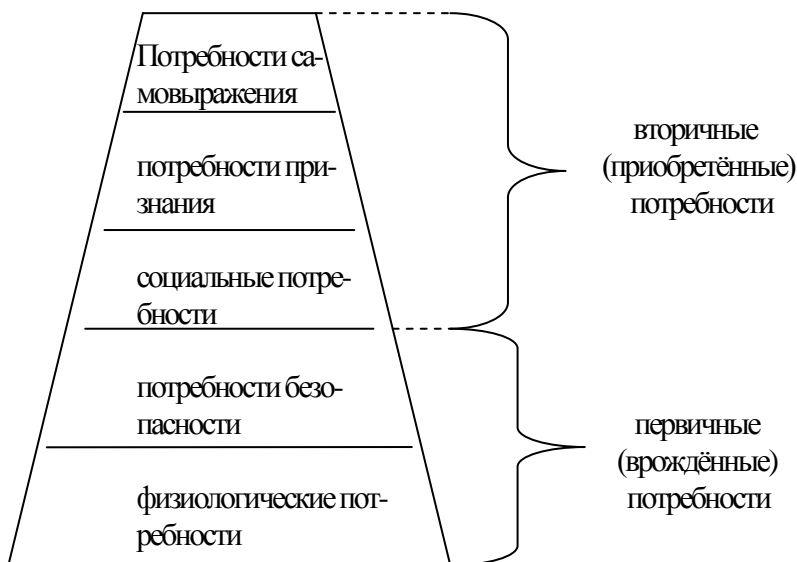 Потребности са-
мовыражения
потребности при-
знания
социальные потре-
бности
потребности безо-
пасности
физиологические пот-
ребности
вторичные
(приобретённые)
потребности
первичные
(врождённые)
потребности